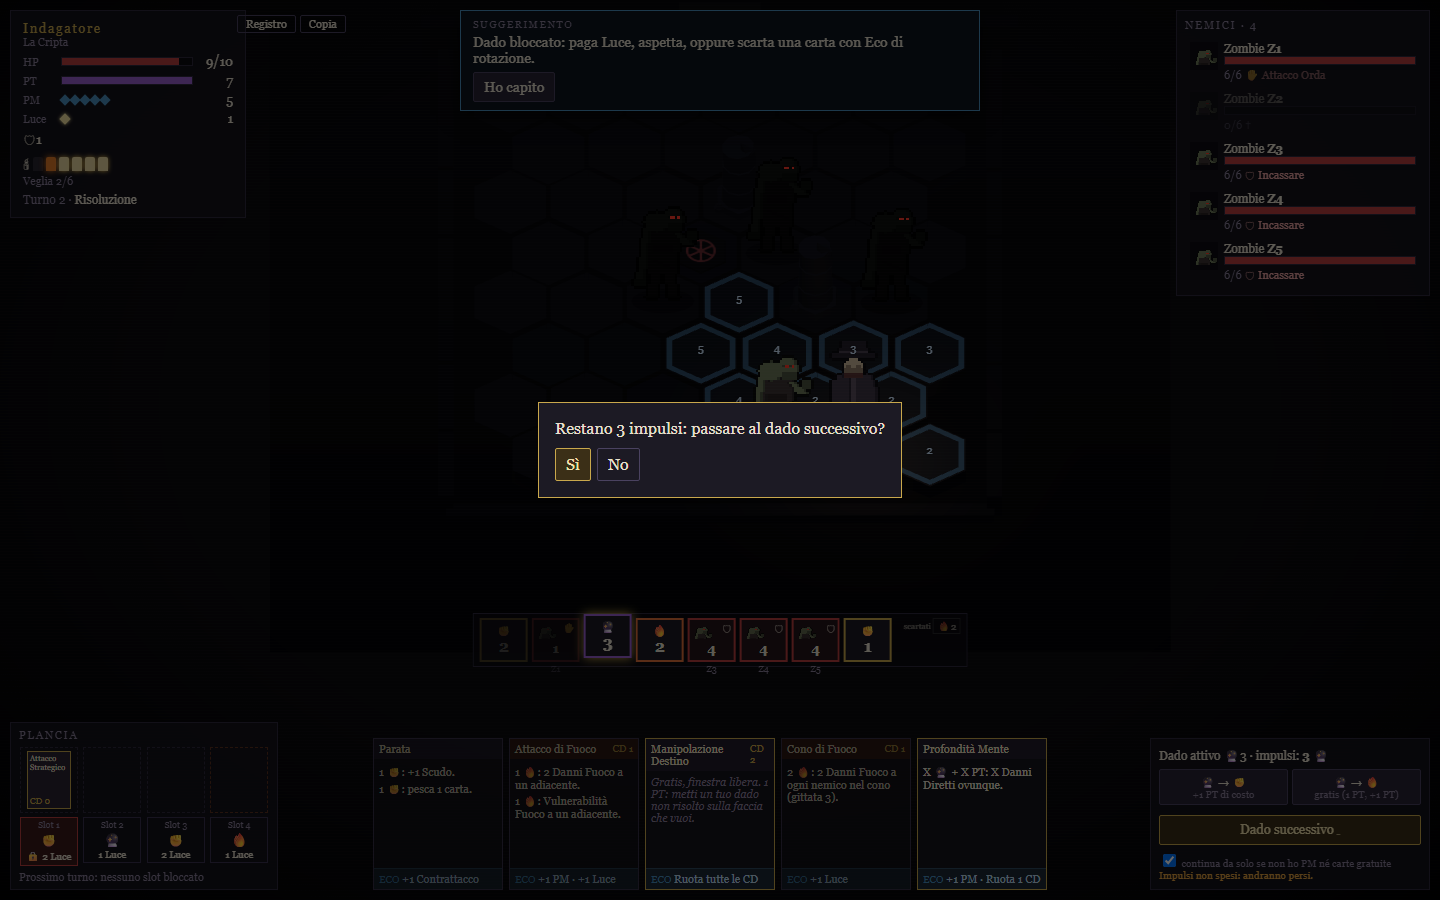 Indagatore
La Cripta
HP 9/10
PT 7
PM 5
Luce 1
1
Veglia 2/6
Turno 2 · Risoluzione
Registro
Copia
SUGGERIMENTO
Dado bloccato: paga Luce, aspetta, oppure scarta una carta con Eco di
rotazione.
Ho capito
NEMICI · 4
Zombie Z1
6/6 Attacco Orda
Zombie Z2
0/6 †
Zombie Z3
6/6 Incassare
Zombie Z4
6/6 Incassare
Zombie Z5
6/6 Incassare
5
5 4 3 3
4 2 2
2
Restano 3 impulsi: passare al dado successivo?
Sì
No
2 1 3 2 4 4 4 1
scartati 2
Z1 Z3 Z4 Z5
PLANCIA
Attacco
Strategico
CD 0
Slot 1
2 Luce
Slot 2
1 Luce
Slot 3
2 Luce
Slot 4
1 Luce
Prossimo turno: nessuno slot bloccato
Parata
1 : +1 Scudo.
1 : pesca 1 carta.
ECO +1 Contrattacco
Attacco di Fuoco CD 1
1 : 2 Danni Fuoco a
un adiacente.
1 : Vulnerabilità
Fuoco a un adiacente.
ECO +1 PM · +1 Luce
Manipolazione
Destino
CD
2
Gratis, finestra libera. 1
PT: metti un tuo dado
non risolto sulla faccia
che vuoi.
ECO Ruota tutte le CD
Cono di Fuoco CD 1
2 : 2 Danni Fuoco a
ogni nemico nel cono
(gittata 3).
ECO +1 Luce
Profondità Mente
X + X PT: X Danni
Diretti ovunque.
ECO +1 PM · Ruota 1 CD
Dado attivo 3 · impulsi: 3
→
+1 PT di costo
→
gratis (1 PT, +1 PT)
Dado successivo
continua da solo se non ho PM né carte gratuite
Impulsi non spesi: andranno persi.